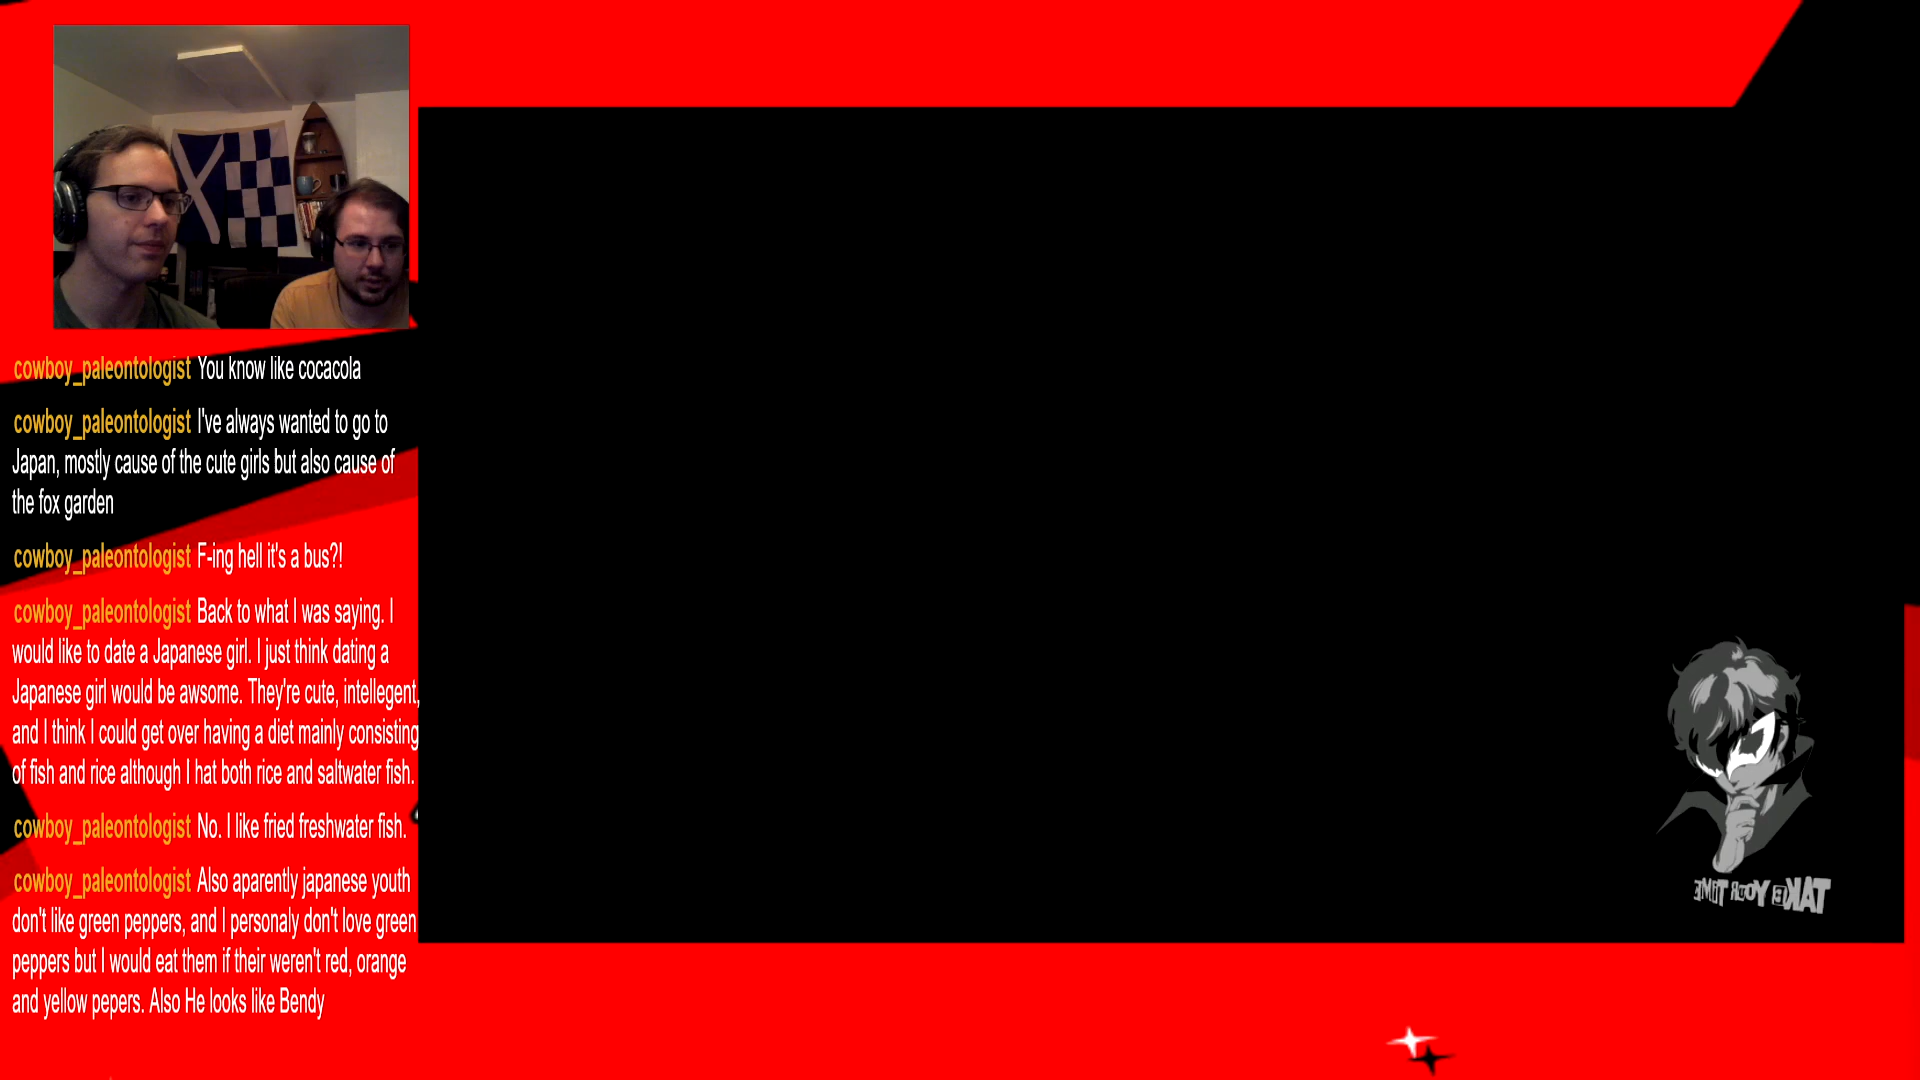 cowboy_paleontologist You know like cocacola
cowboy_paleontologist I've always wanted to go to
Japan, mostly cause of the cute girls but also cause of
the fox garden
cowboy_paleontologist F-ing hell it's a bus?!
cowboy_paleontologist Back to what I was saying. I
would like to date a Japanese girl. I just think dating a
Japanese girl would be awsome. They're cute, intellegent,
and I think I could get over having a diet mainly consisting
of fish and rice although I hat both rice and saltwater fish.
cowboy_paleontologist No. I like fried freshwater fish.
cowboy_paleontologist Also aparently japanese youth
don't like green peppers, and I personaly don't love green
peppers but I would eat them if their weren't red, orange
and yellow pepers. Also He looks like Bendy
TAKE YOUR TIME